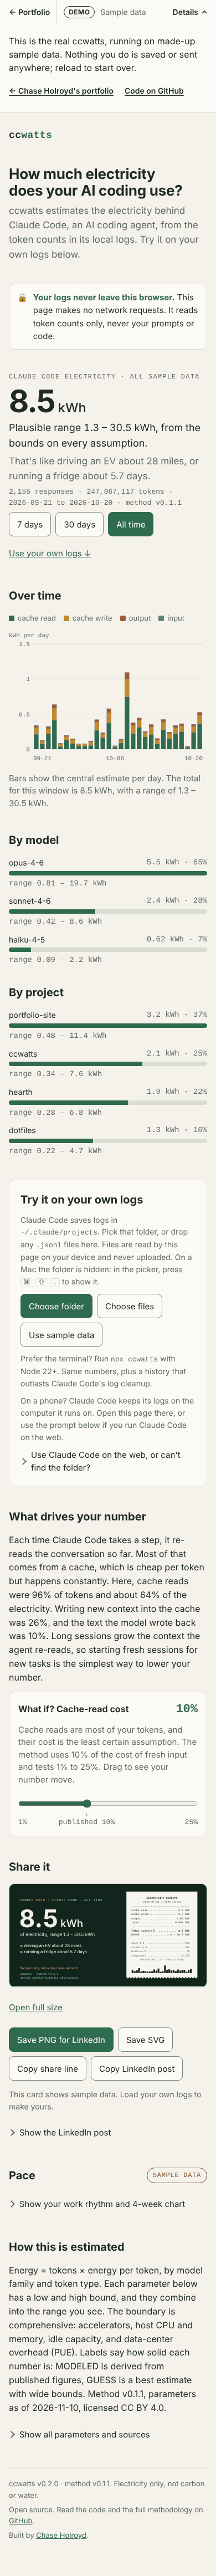 ← Portfolio DEMO Sample data Details ^
This is the real ccwatts, running on made-up
sample data. Nothing you do is saved or sent
anywhere; reload to start over.
← Chase Holroyd's portfolio Code on GitHub
ccwatts
How much electricity
does your AI coding use?
ccwatts estimates the electricity behind
Claude Code, an AI coding agent, from the
token counts in its local logs. Try it on your
own logs below.
Your logs never leave this browser. This
page makes no network requests. It reads
token counts only, never your prompts or
code.
CLAUDE CODE ELECTRICITY · ALL SAMPLE DATA
8.5 kWh
Plausible range 1.3 – 30.5 kWh, from the
bounds on every assumption.
That's like driving an EV about 28 miles, or
running a fridge about 5.7 days.
2,155 responses · 247,067,117 tokens ·
2026-09-21 to 2026-10-20 · method v0.1.1
7 days 30 days All time
Use your own logs ↓
Over time
cache read cache write output input
kWh per day
1.5
1
0.5
0
09-21 10-06 10-20
Bars show the central estimate per day. The total
for this window is 8.5 kWh, with a range of 1.3 –
30.5 kWh.
By model
opus-4-6 5.5 kWh · 65%
range 0.81 – 19.7 kWh
sonnet-4-6 2.4 kWh · 28%
range 0.42 – 8.6 kWh
haiku-4-5 0.62 kWh · 7%
range 0.09 – 2.2 kWh
By project
portfolio-site 3.2 kWh · 37%
range 0.48 – 11.4 kWh
ccwatts 2.1 kWh · 25%
range 0.34 – 7.6 kWh
hearth 1.9 kWh · 22%
range 0.28 – 6.8 kWh
dotfiles 1.3 kWh · 16%
range 0.22 – 4.7 kWh
Try it on your own logs
Claude Code saves logs in
~/.claude/projects. Pick that folder, or drop
any .jsonl files here. Files are read by this
page on your device and never uploaded. On a
Mac the folder is hidden: in the picker, press
⌘ ⇧ . to show it.
Choose folder Choose files
Use sample data
Prefer the terminal? Run npx ccwatts with
Node 22+. Same numbers, plus a history that
outlasts Claude Code's log cleanup.
On a phone? Claude Code keeps its logs on the
computer it runs on. Open this page there, or
use the prompt below if you run Claude Code
on the web.
Use Claude Code on the web, or can't
find the folder?
What drives your number
Each time Claude Code takes a step, it re-
reads the conversation so far. Most of that
comes from a cache, which is cheap per token
but happens constantly. Here, cache reads
were 96% of tokens and about 64% of the
electricity. Writing new context into the cache
was 26%, and the text the model wrote back
was 10%. Long sessions grow the context the
agent re-reads, so starting fresh sessions for
new tasks is the simplest way to lower your
number.
What if? Cache-read cost 10%
Cache reads are most of your tokens, and
their cost is the least certain assumption. The
method uses 10% of the cost of fresh input
and tests 1% to 25%. Drag to see your
number move.
1% published 10% 25%
Share it
8.5 kWh
of electricity, range 1.3 – 30.5 kWh
≈ driving an EV about 28 miles
≈ running a fridge about 5.7 days
Open full size
Save PNG for LinkedIn Save SVG
Copy share line Copy LinkedIn post
This card shows sample data. Load your own logs to
make yours.
Show the LinkedIn post
Pace SAMPLE DATA
Show your work rhythm and 4-week chart
How this is estimated
Energy = tokens × energy per token, by model
family and token type. Each parameter below
has a low and high bound, and they combine
into the range you see. The boundary is
comprehensive: accelerators, host CPU and
memory, idle capacity, and data-center
overhead (PUE). Labels say how solid each
number is: MODELED is derived from
published figures, GUESS is a best estimate
with wide bounds. Method v0.1.1, parameters
as of 2026-11-10, licensed CC BY 4.0.
Show all parameters and sources
ccwatts v0.2.0 · method v0.1.1. Electricity only, not carbon
or water.
Open source. Read the code and the full methodology on
GitHub.
Built by Chase Holroyd.